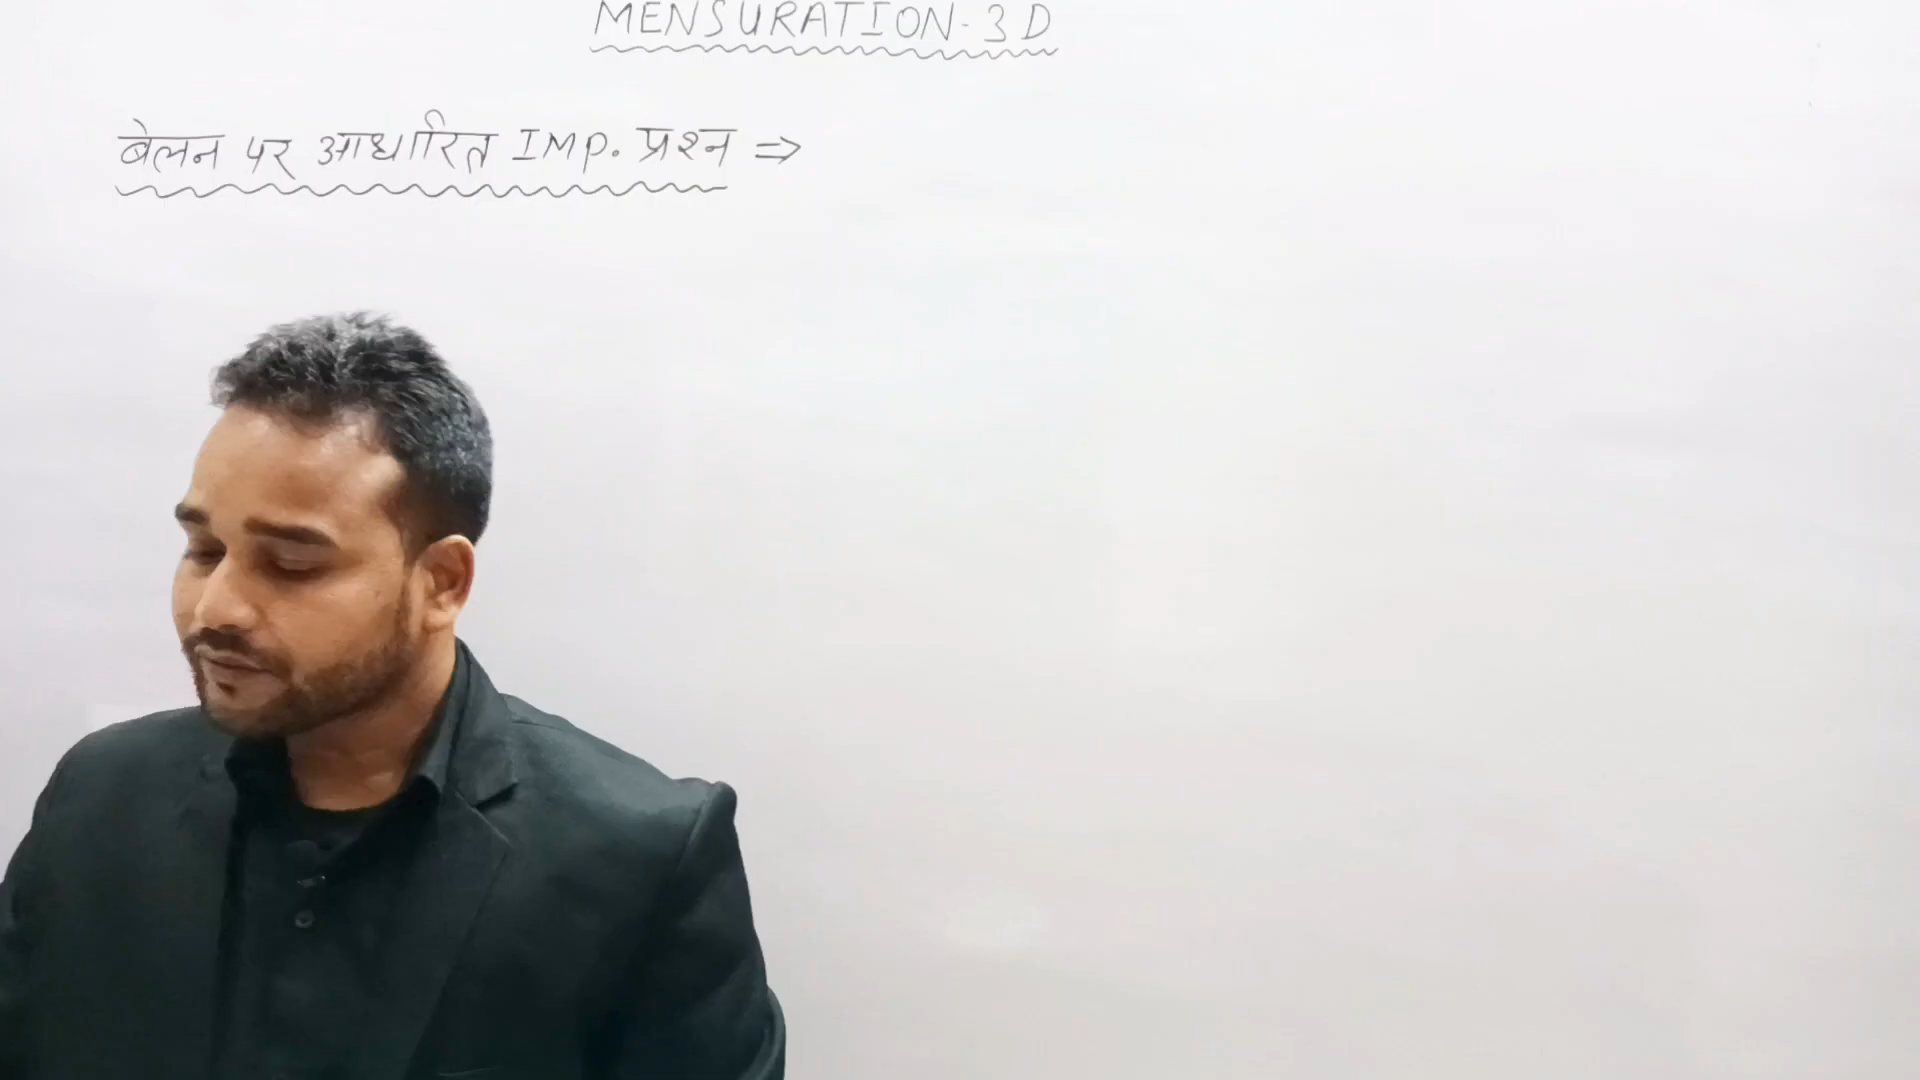 MENSURATION-3D
बेलन पर आधारित IMP. प्रश्न ⇒